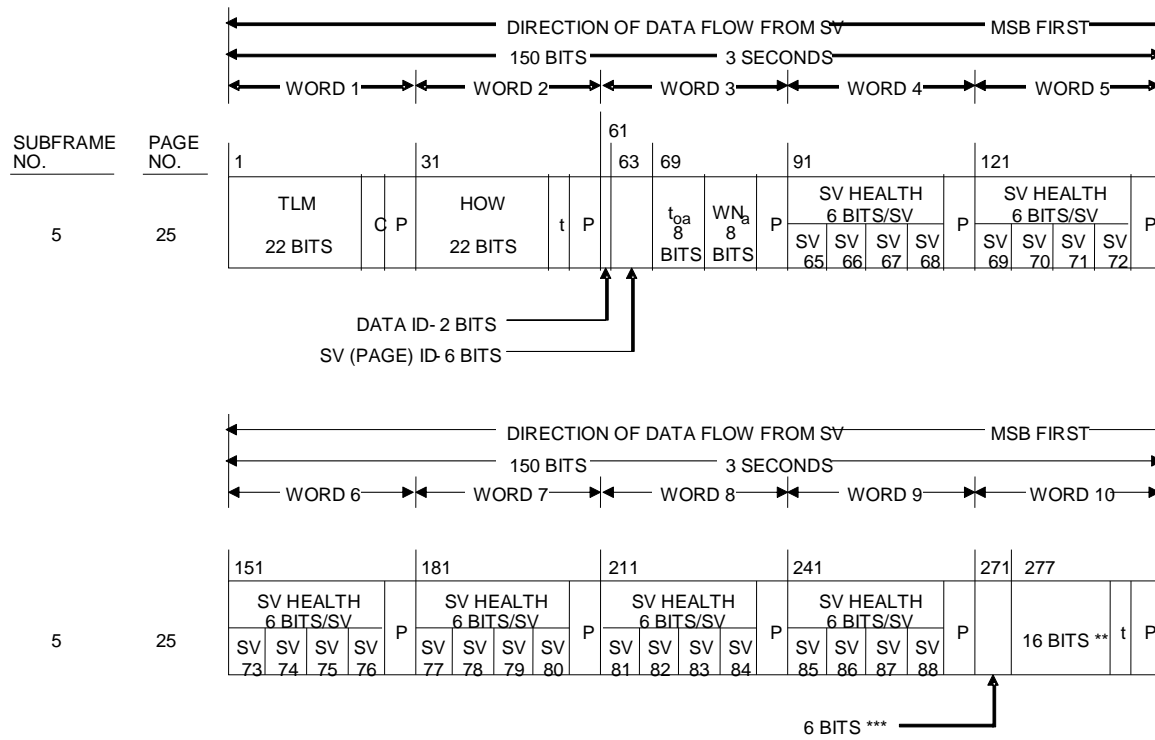 DIRECTION OF DATA FLOW FROM SV MSB FIRST
150 BITS 3 SECONDS
WORD 1 WORD 2 WORD 3 WORD 4 WORD 5
SUBFRAME NO. PAGE NO.
61
1 31 63 69 91 121
5 25
TLM 22 BITS C P HOW 22 BITS t P toa 8 BITS WNa 8 BITS P
SV HEALTH 6 BITS/SV P SV HEALTH 6 BITS/SV P
SV 65 SV 66 SV 67 SV 68 SV 69 SV 70 SV 71 SV 72
DATA ID- 2 BITS
SV (PAGE) ID- 6 BITS
DIRECTION OF DATA FLOW FROM SV MSB FIRST
150 BITS 3 SECONDS
WORD 6 WORD 7 WORD 8 WORD 9 WORD 10
151 181 211 241 271 277
5 25
SV HEALTH 6 BITS/SV P SV HEALTH 6 BITS/SV P SV HEALTH 6 BITS/SV P SV HEALTH 6 BITS/SV P 16 BITS ** t P
SV 73 SV 74 SV 75 SV 76 SV 77 SV 78 SV 79 SV 80 SV 81 SV 82 SV 83 SV 84 SV 85 SV 86 SV 87 SV 88
6 BITS ***